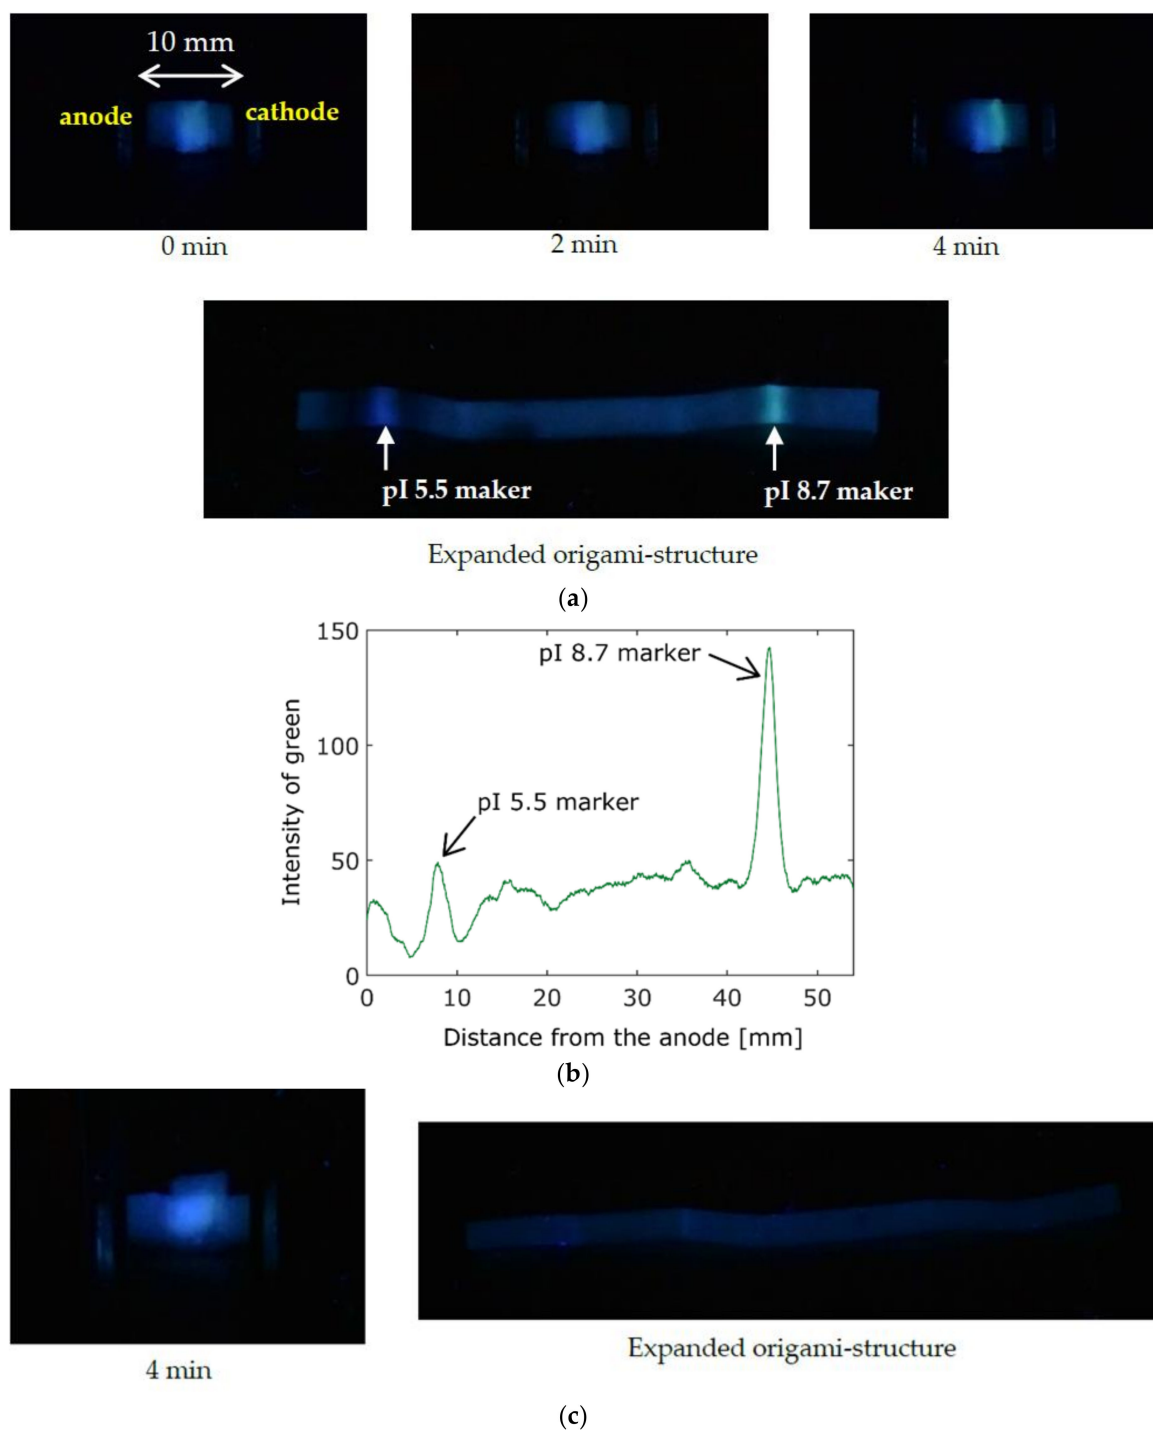 10 mm
anode
cathode
0 min
2 min
4 min
pI 5.5 maker
pI 8.7 maker
Expanded origami-structure
(a)
150
100
50
0
Intensity of green
pI 8.7 marker
pI 5.5 marker
0 10 20 30 40 50
Distance from the anode [mm]
(b)
4 min
Expanded origami-structure
(c)